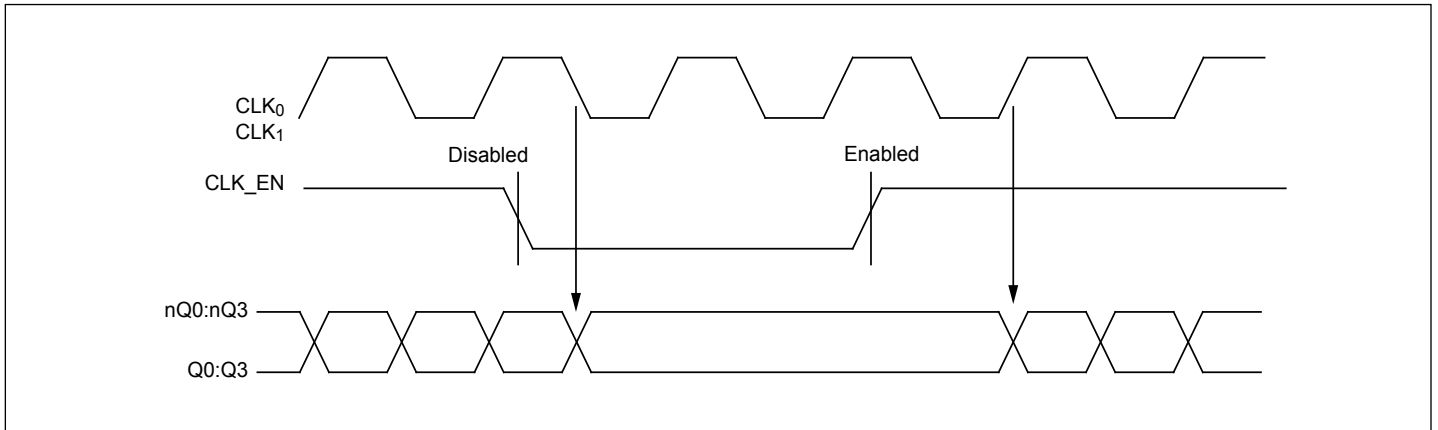 CLK0
CLK1
Disabled
Enabled
CLK_EN
nQ0:nQ3
Q0:Q3